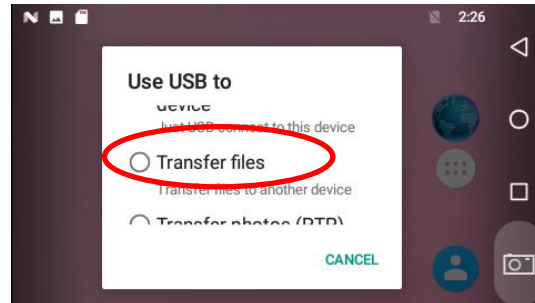 2:26
Use USB to
device
Just USB connect to this device
Transfer files
Transfer files to another device
Transfer photos (PTP)
CANCEL